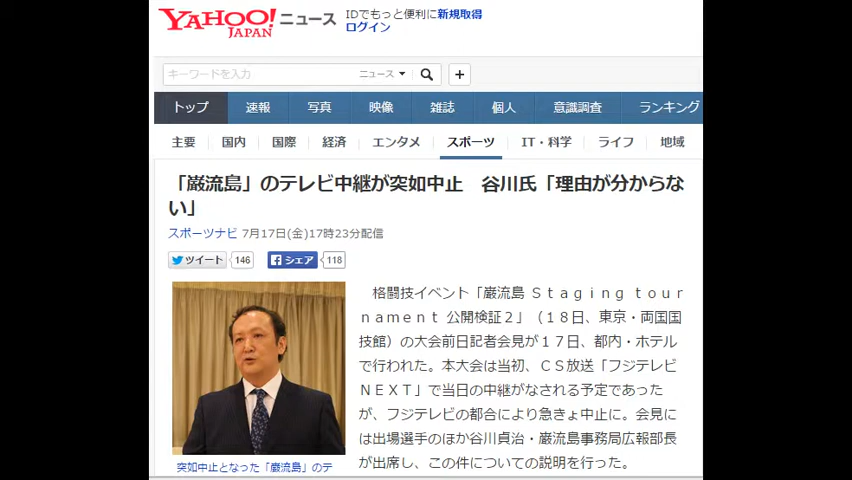 YAHOO! ニュース
JAPAN
IDでもっと便利に新規取得
ログイン
キーワードを入力 ニュース
トップ 速報 写真 映像 雑誌 個人 意識調査 ランキング
主要 国内 国際 経済 エンタメ スポーツ IT・科学 ライフ 地域
「巌流島」のテレビ中継が突如中止　谷川氏「理由が分からな
い」
スポーツナビ 7月17日(金)17時23分配信
ツイート 146 シェア 118
格闘技イベント「巌流島 Ｓｔａｇｉｎｇ ｔｏｕｒ
ｎａｍｅｎｔ 公開検証２」（１８日、東京・両国国
技館）の大会前日記者会見が１７日、都内・ホテル
で行われた。本大会は当初、ＣＳ放送「フジテレビ
ＮＥＸＴ」で当日の中継がなされる予定であった
が、フジテレビの都合により急きょ中止に。会見に
は出場選手のほか谷川貞治・巌流島事務局広報部長
が出席し、この件についての説明を行った。
突如中止となった「巌流島」のテ